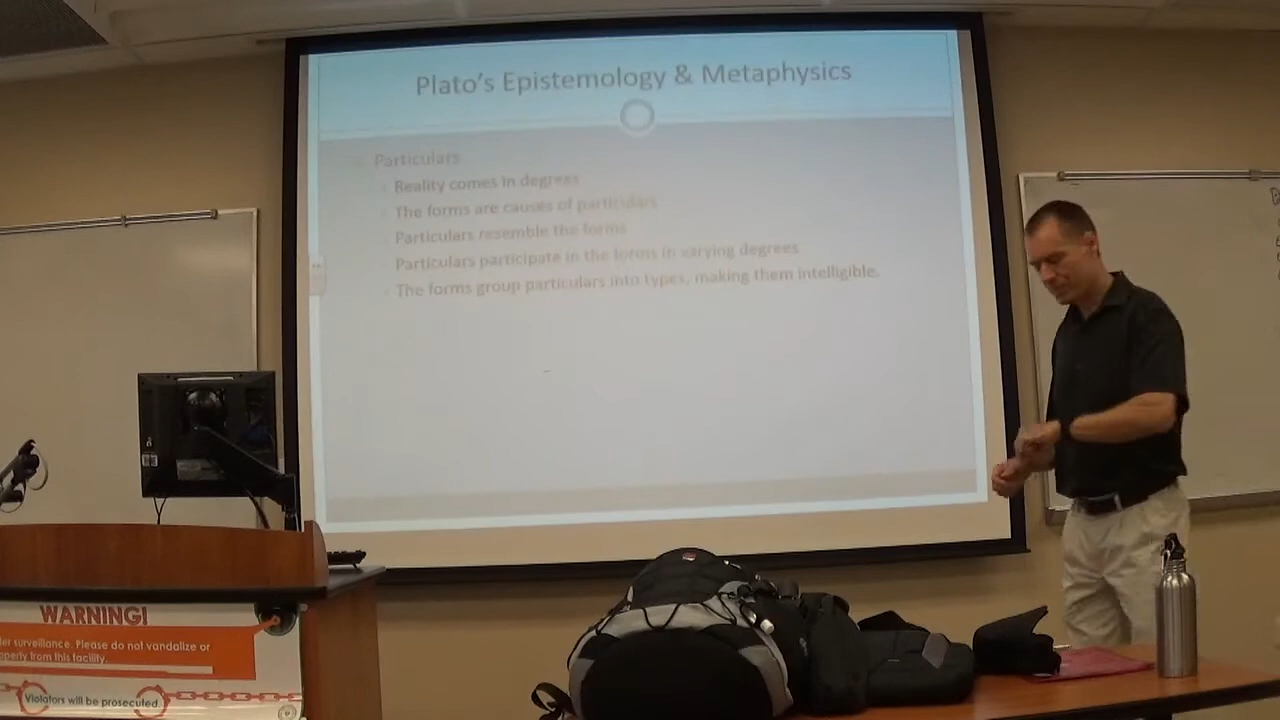 Plato's Epistemology & Metaphysics
Particulars
Reality comes in degrees
The forms are causes of particulars
Particulars resemble the forms
Particulars participate in the forms in varying degrees
The forms group particulars into types, making them intelligible.
WARNING!
surveillance. Please do not vandalize or
from this facility.
Violators will be prosecuted.